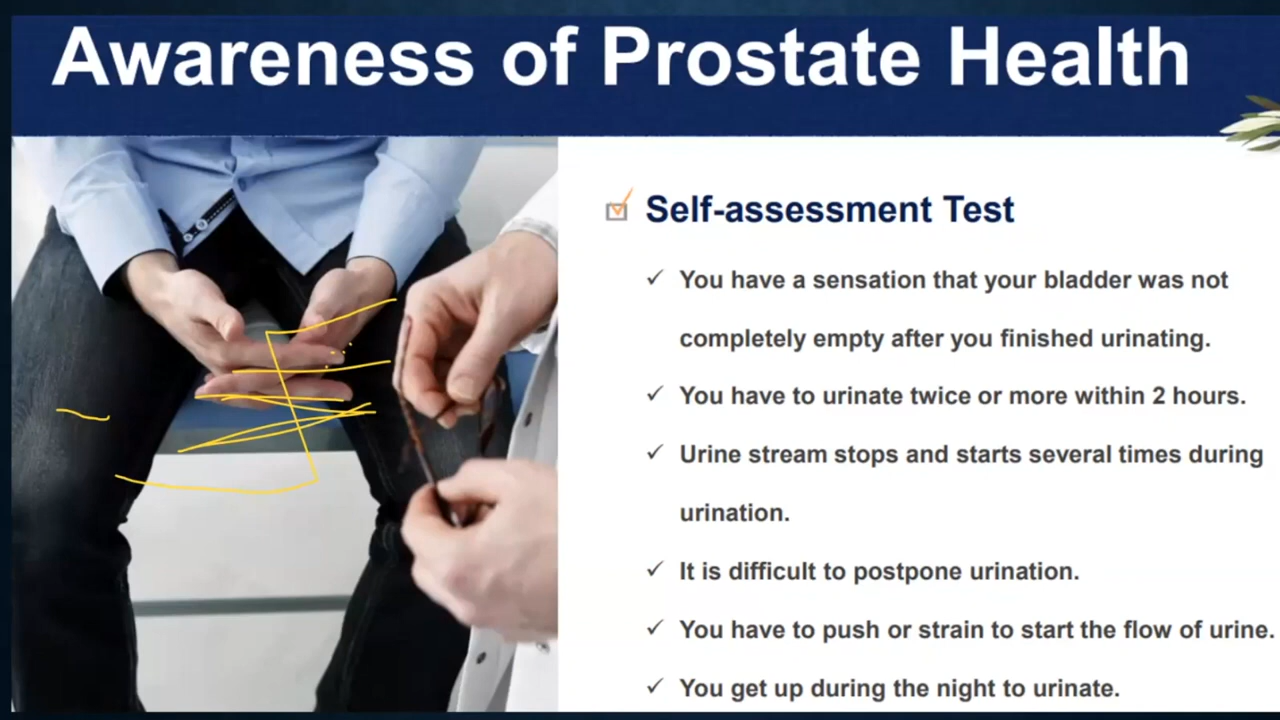 Awareness of Prostate Health
Self-assessment Test
You have a sensation that your bladder was not
completely empty after you finished urinating.
You have to urinate twice or more within 2 hours.
Urine stream stops and starts several times during
urination.
It is difficult to postpone urination.
You have to push or strain to start the flow of urine.
You get up during the night to urinate.